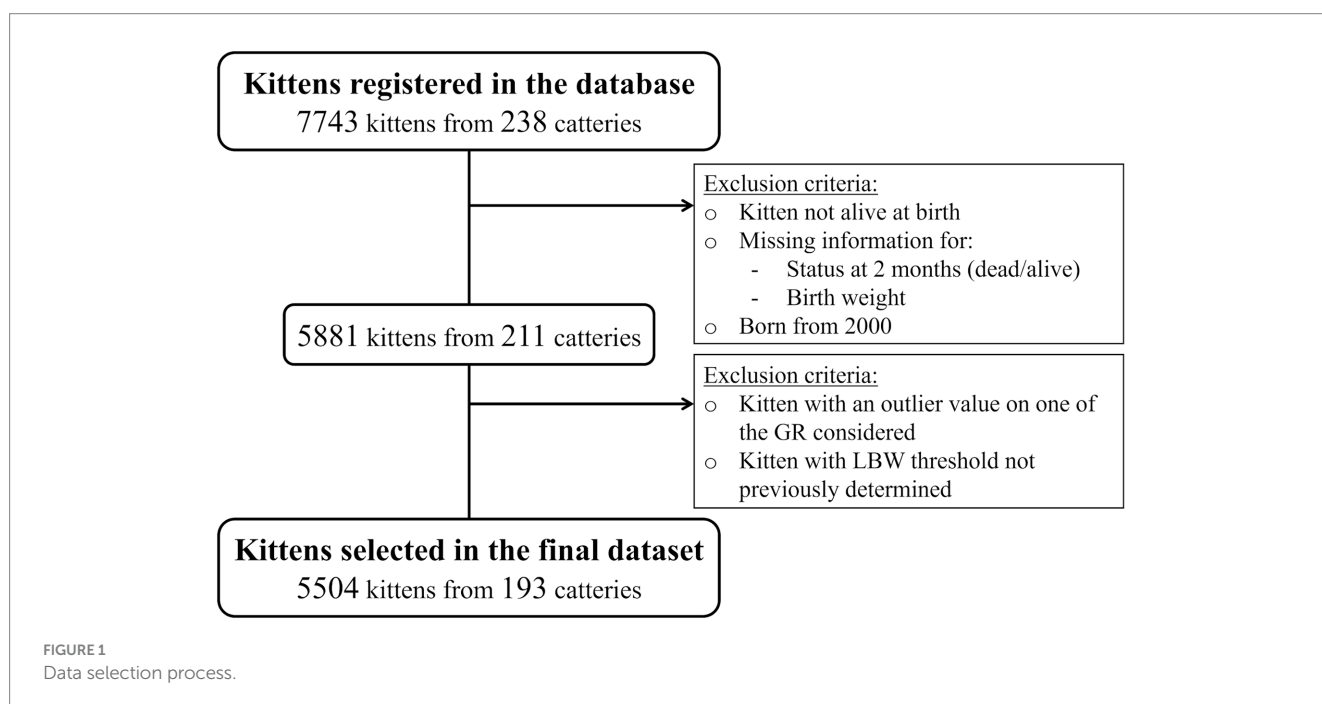 Kittens registered in the database
7743 kittens from 238 catteries
Exclusion criteria:
o Kitten not alive at birth
o Missing information for:
- Status at 2 months (dead/alive)
- Birth weight
o Born from 2000
5881 kittens from 211 catteries
Exclusion criteria:
o Kitten with an outlier value on one of
the GR considered
o Kitten with LBW threshold not
previously determined
Kittens selected in the final dataset
5504 kittens from 193 catteries
FIGURE 1
Data selection process.